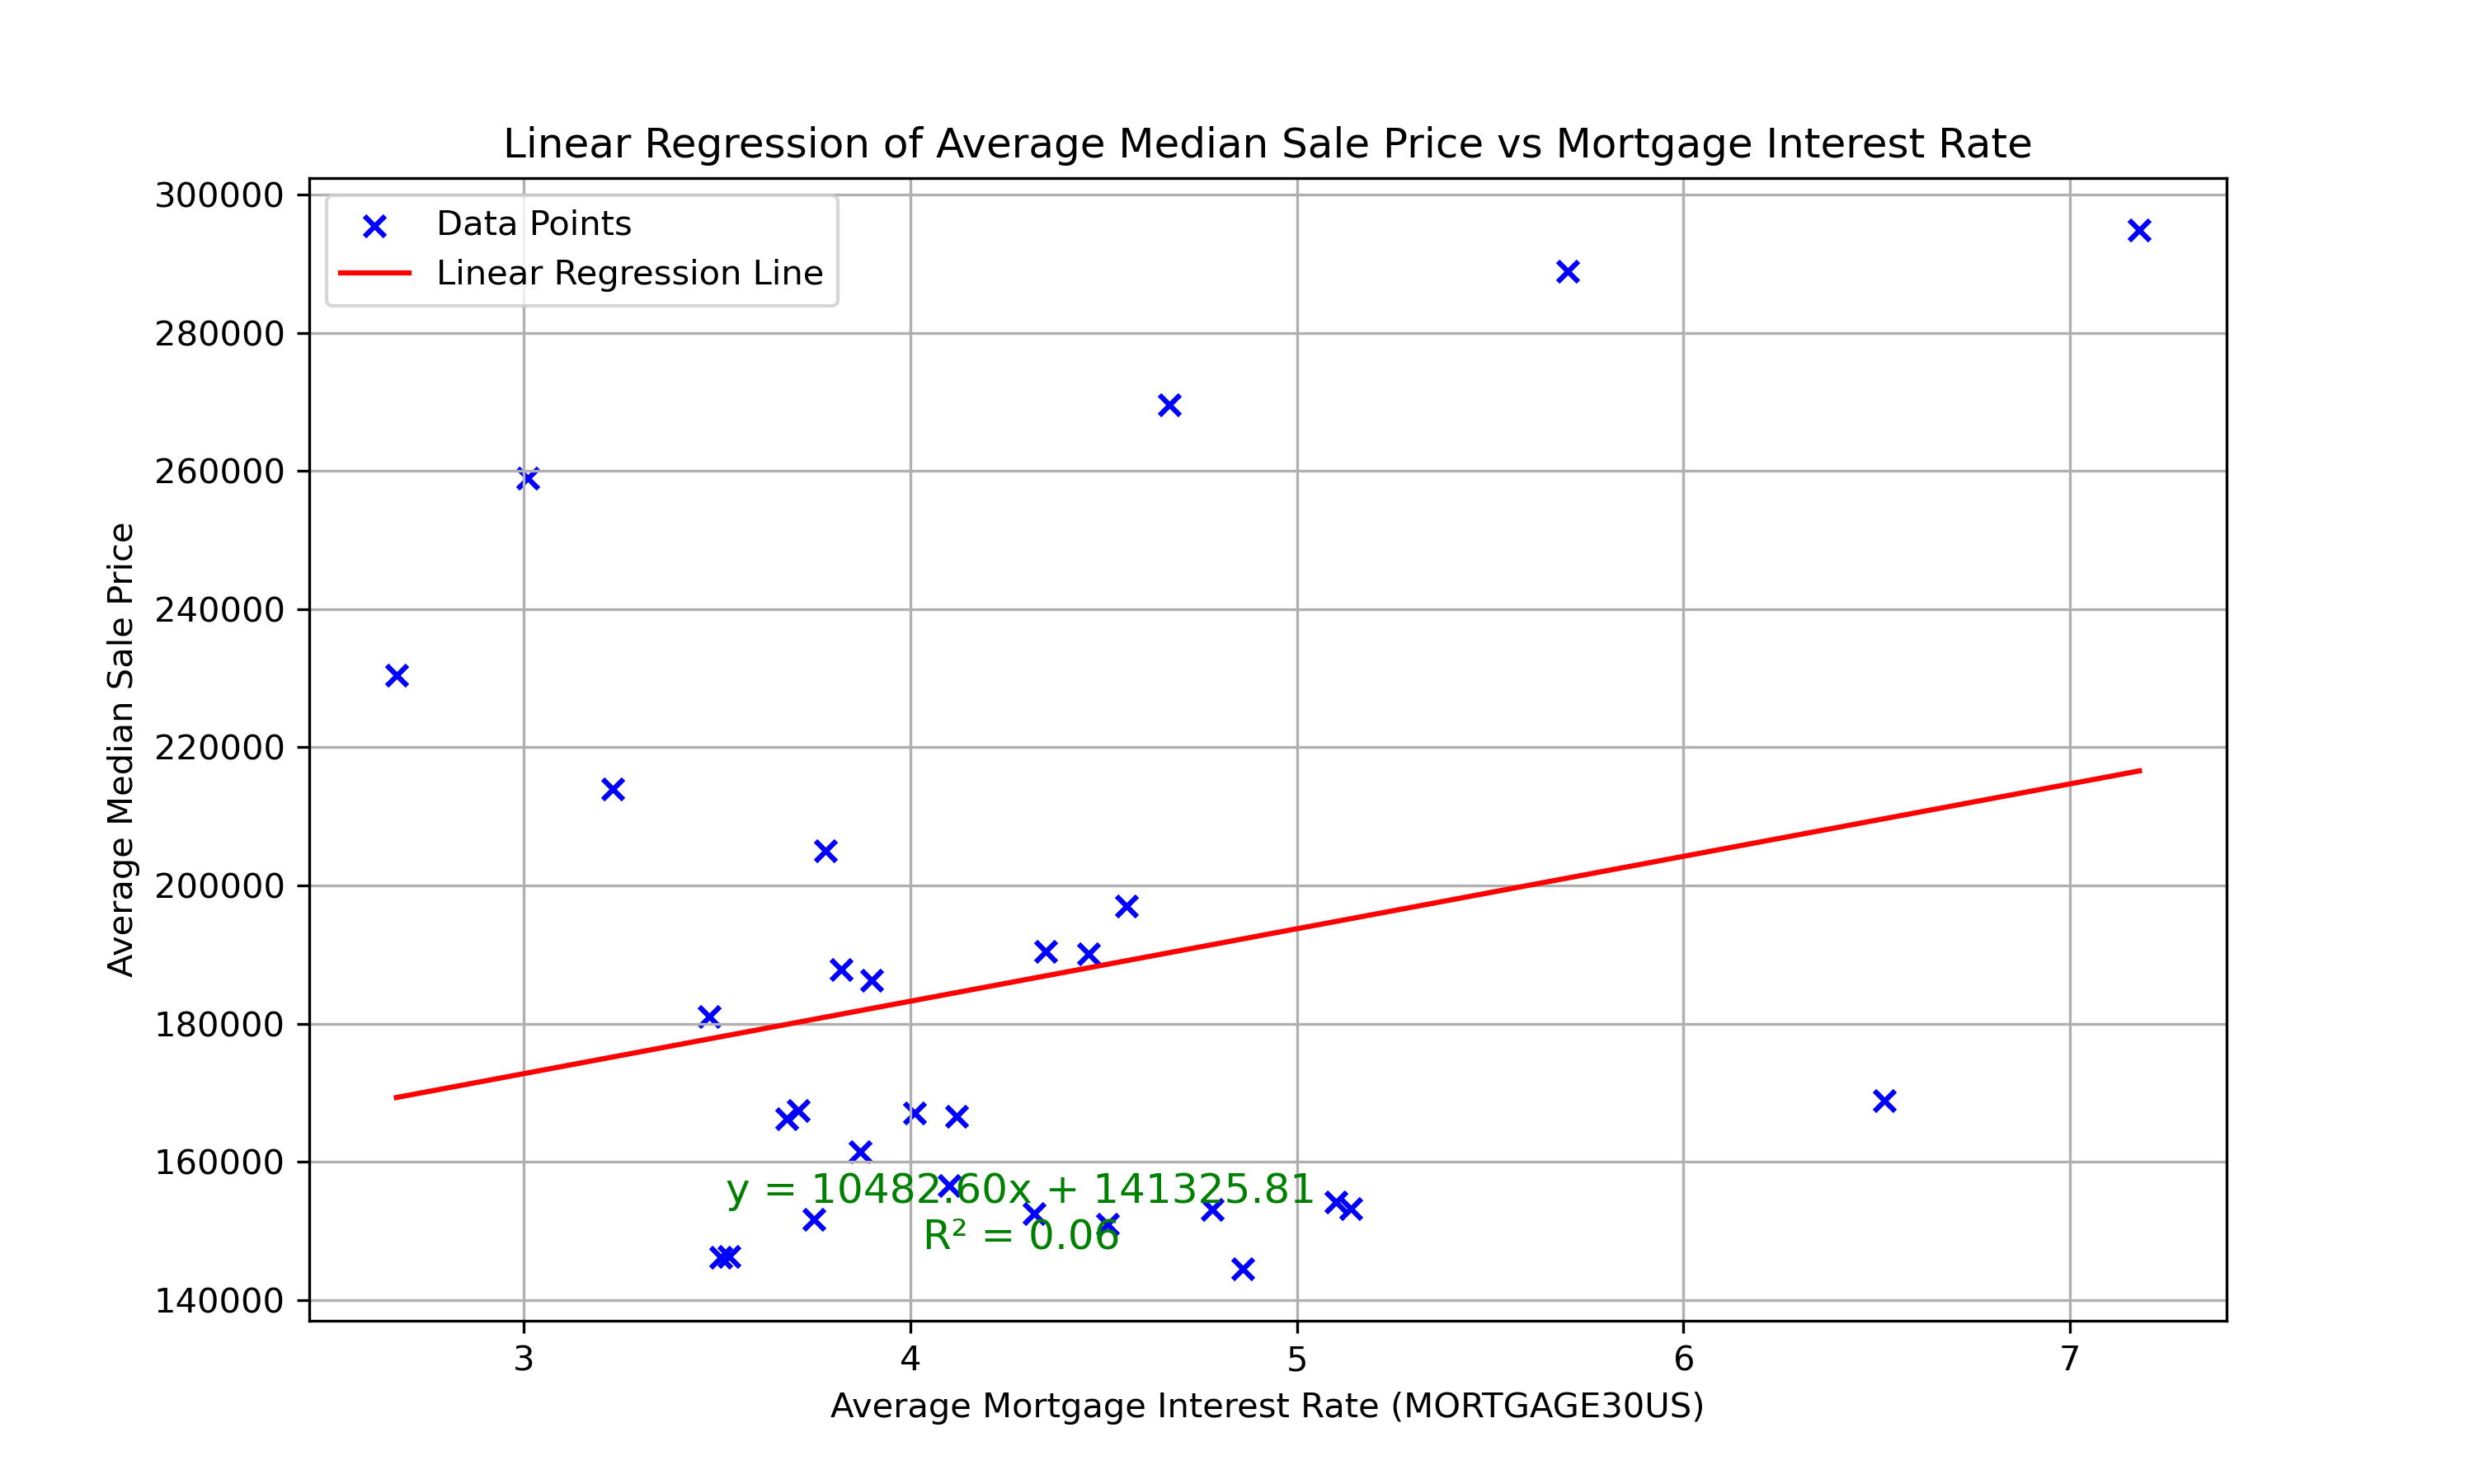 Linear Regression of Average Median Sale Price vs Mortgage Interest Rate
Data Points
Linear Regression Line
300000
280000
260000
240000
220000
200000
180000
160000
140000
Average Median Sale Price
y = 10482.60x + 141325.81
R² = 0.06
3 4 5 6 7
Average Mortgage Interest Rate (MORTGAGE30US)